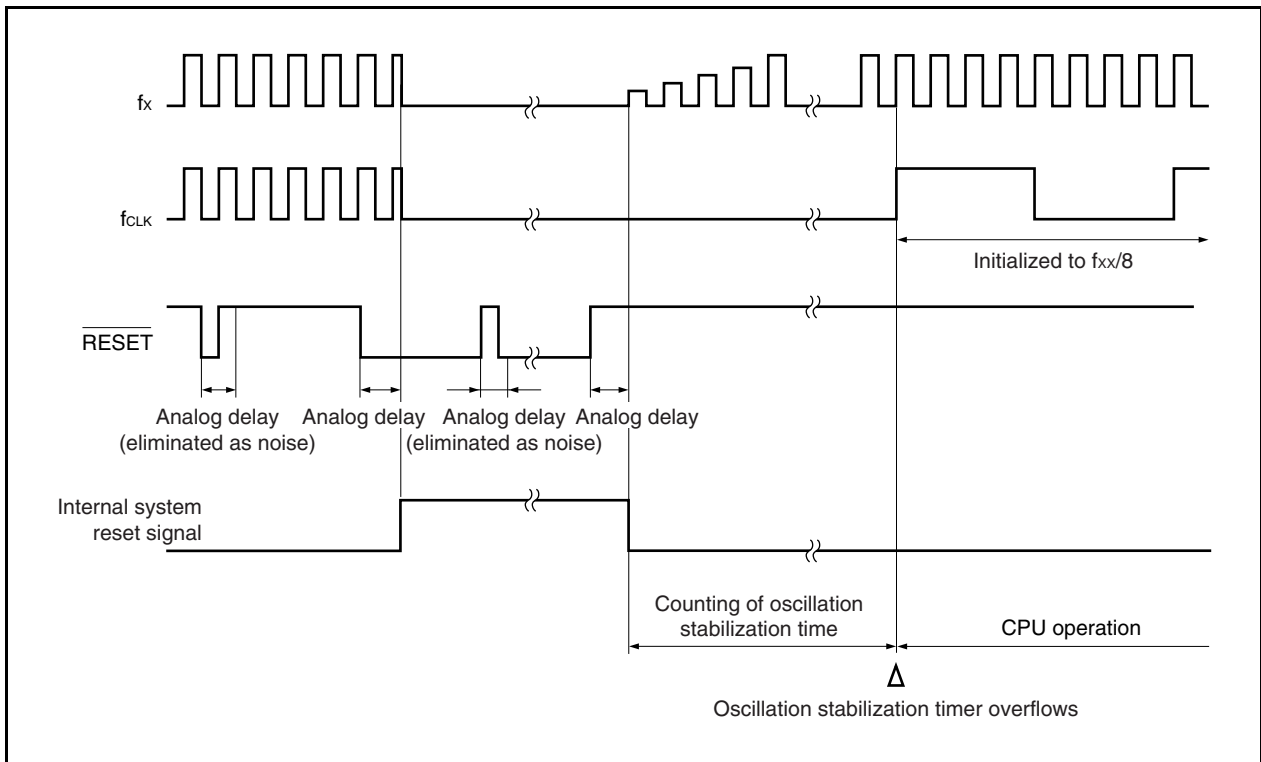 fX
fCLK
Initialized to fXX/8
RESET
Analog delay
(eliminated as noise)
Analog delay
Analog delay
(eliminated as noise)
Analog delay
Internal system
reset signal
Counting of oscillation
stabilization time
CPU operation
Oscillation stabilization timer overflows